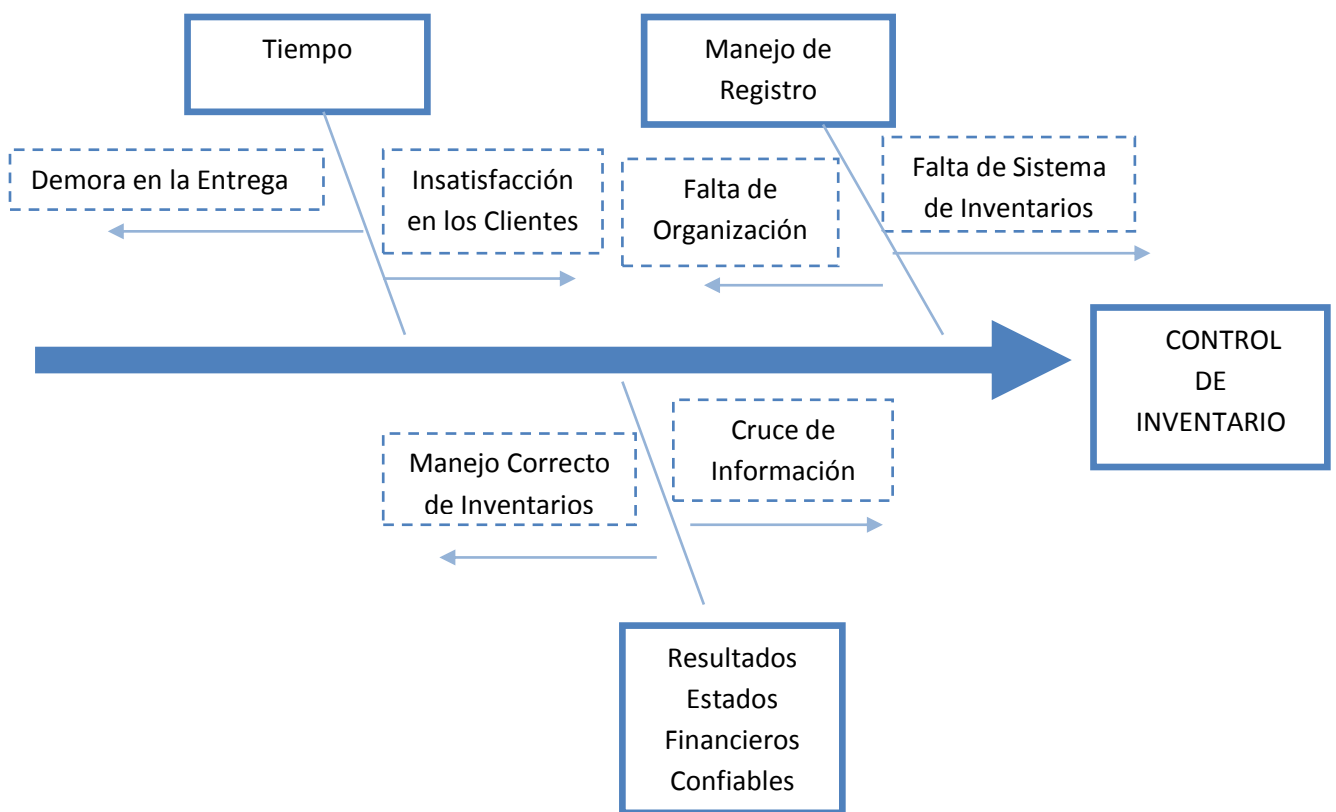 Tiempo
Manejo de
Registro
Demora en la Entrega
Insatisfacción
en los Clientes
Falta de
Organización
Falta de Sistema
de Inventarios
CONTROL
DE
INVENTARIO
Manejo Correcto
de Inventarios
Cruce de
Información
Resultados
Estados
Financieros
Confiables